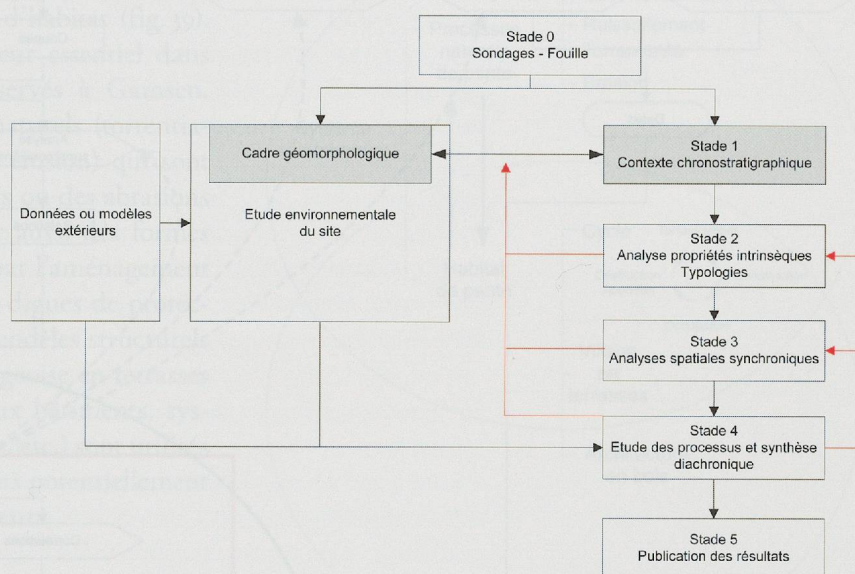 Stade 0
Sondages - Fouille
Cadre géomorphologique
Stade 1
Contexte chronostratigraphique
Données ou modèles
extérieurs
Etude environnementale
du site
Stade 2
Analyse propriétés intrinsèques
Typologies
Stade 3
Analyses spatiales synchroniques
Stade 4
Etude des processus et synthèse
diachronique
Stade 5
Publication des résultats